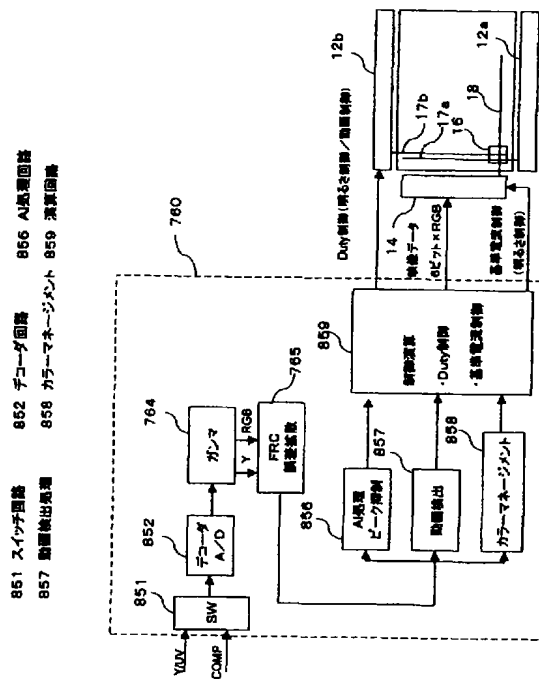 851 スイッチ回路 852 デコーダ回路 856 AI処理回路
857 動画検出処理 858 カラーマネージメント 859 演算回路
760
Y/UV
COMP
851
SW
852
デコーダ
A/D
764
ガンマ
Y
RGB
765
FRC
誤差拡散
856
AI処理
ピーク抑制
857
動画検出
858
カラーマネージメント
859
制御演算
・Duty制御
・基準電流制御
Duty制御(明るさ制御/動画制御)
14
映像データ
6ビット×RGB
基準電流制御
(明るさ制御)
12b
17b
17a
16
18
12a